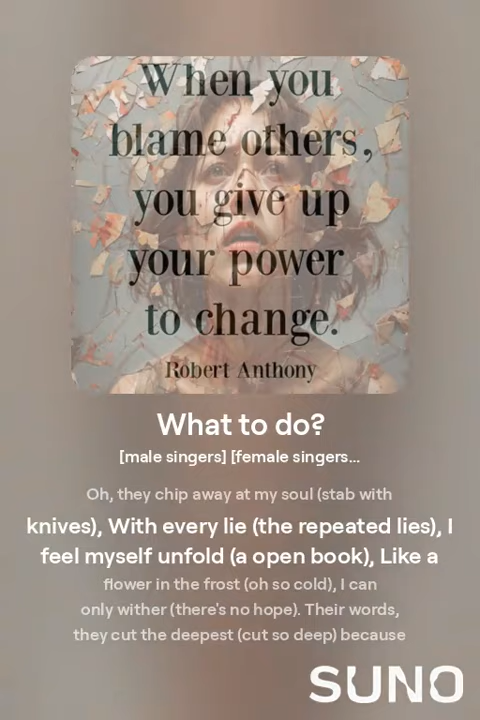 When you
blame others,
you give up
your power
to change.
Robert Anthony
What to do?
[male singers] [female singers...
Oh, they chip away at my soul (stab with
knives), With every lie (the repeated lies), I
feel myself unfold (a open book), Like a
flower in the frost (oh so cold), I can
only wither (there's no hope). Their words,
they cut the deepest (cut so deep) because
SUNO